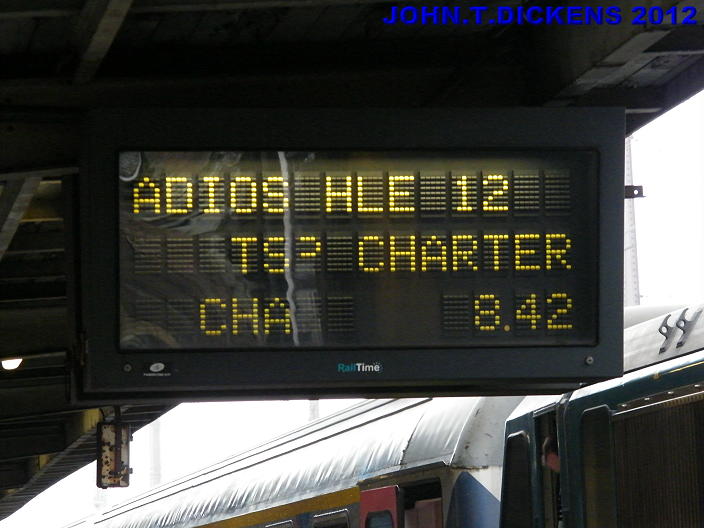 JOHN.T.DICKENS 2012
ADIOS HLE 12
TSP CHARTER
CHA 8.42
RailTime